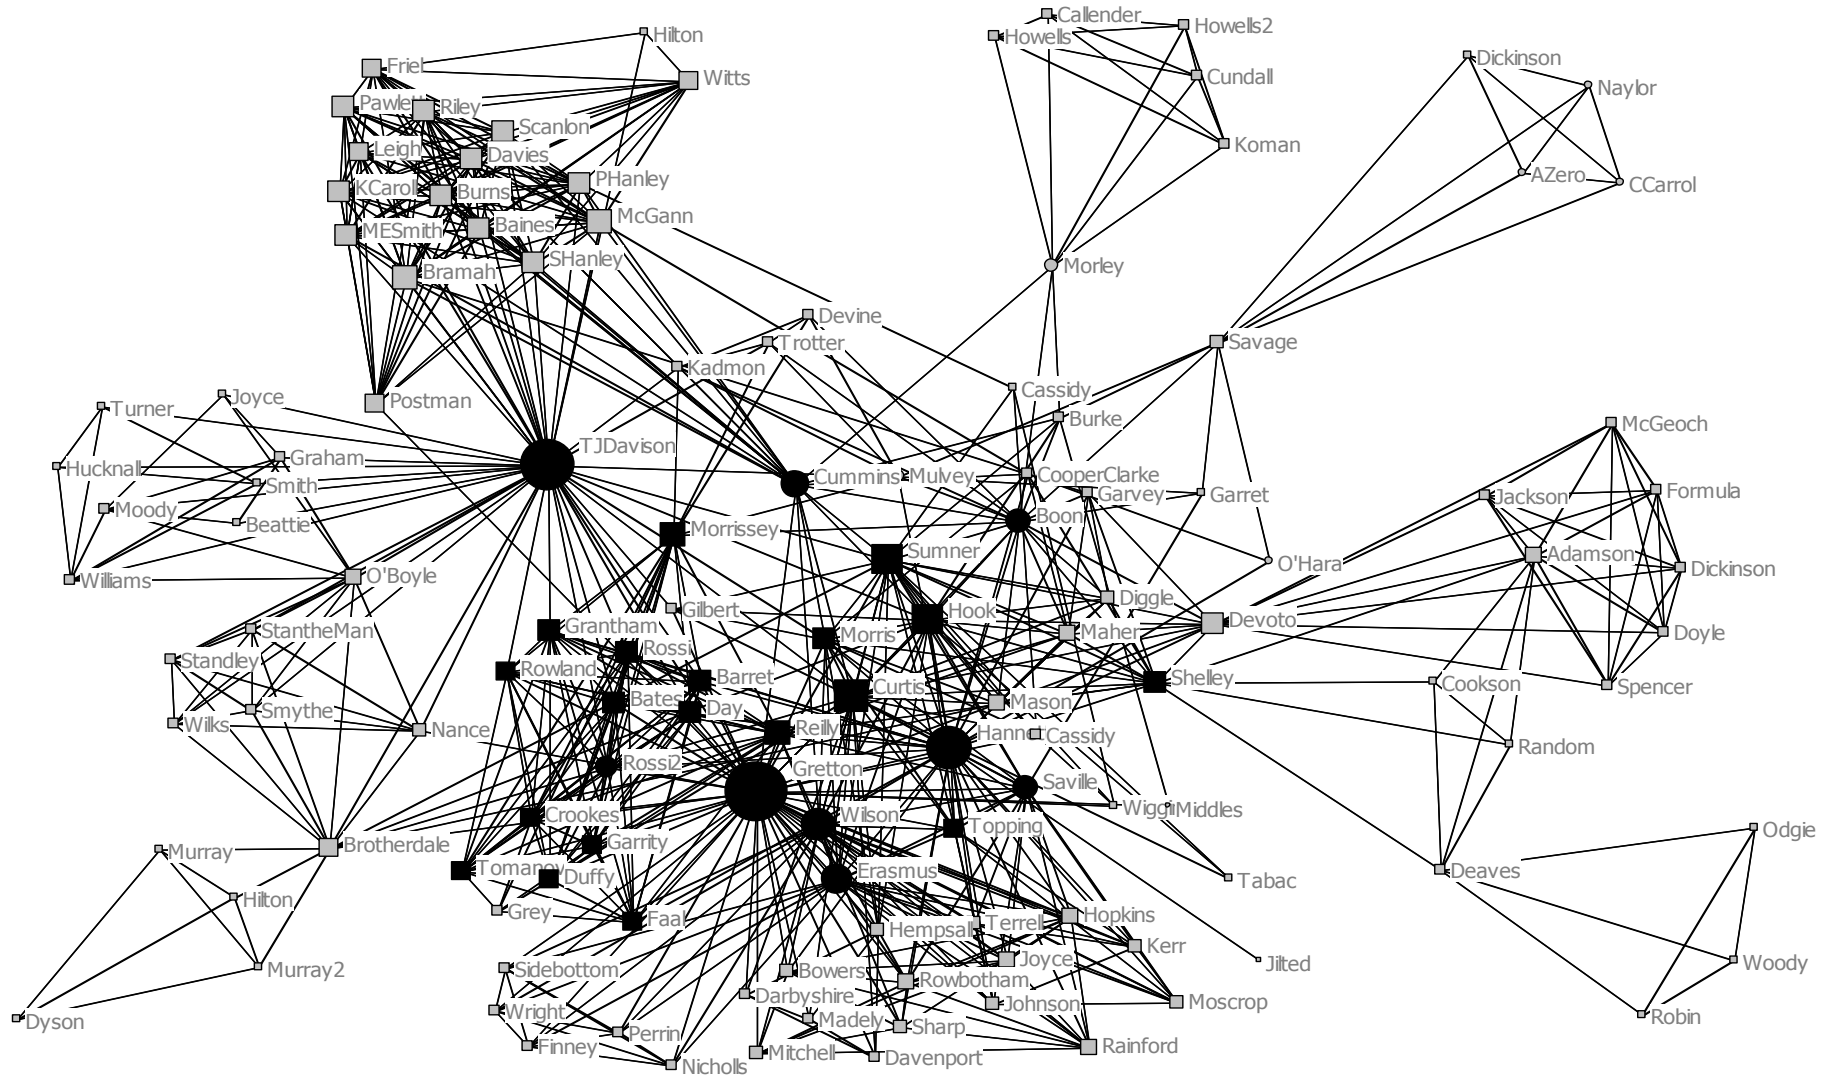 Callender
Howells2
Hilton
Howells
Dickinson
Friel
Witts
Cundall
Naylor
Riley
Scanlon
Koman
Leigh
Davies
PHanley
AZero
CCarrol
KCaroll
Burns
McGann
MESmith
Baines
SHanley
Morley
Bramah
Devine
Trotter
Savage
Kadmon
Postman
Cassidy
Joyce
Turner
Burke
McGeoch
TJDavison
Graham
Hucknall
Cummins
Mulvey
CooperClarke
Smith
Garvey
Garret
Jackson
Formula
Moody
Beattie
Boon
Morrissey
Sumner
Adamson
O'Hara
Dickinson
Williams
O'Boyle
Diggle
Gilbert
Hook
Devoto
StantheMan
Grantham
Morris
Maher
Doyle
Standley
Rossi
Rowland
Barret
Curtis
Shelley
Cookson
Spencer
Smythe
Wilks
Bates
Day
Mason
Nance
Reilly
Cassidy
Random
Rossi2
Gretton
Saville
Middles
Crookes
Wilson
Topping
Odgie
Brotherdale
Garrity
Murray
Duffy
Erasmus
Tabac
Deaves
Hilton
Grey
Faal
Hempsall
Terrell
Hopkins
Kerr
Murray2
Sidebottom
Bowers
Joyce
Jilted
Woody
Darbyshire
Rowbotham
Johnson
Moscrop
Dyson
Wright
Madely
Sharp
Robin
Perrin
Finney
Mitchell
Davenport
Rainford
Nicholls